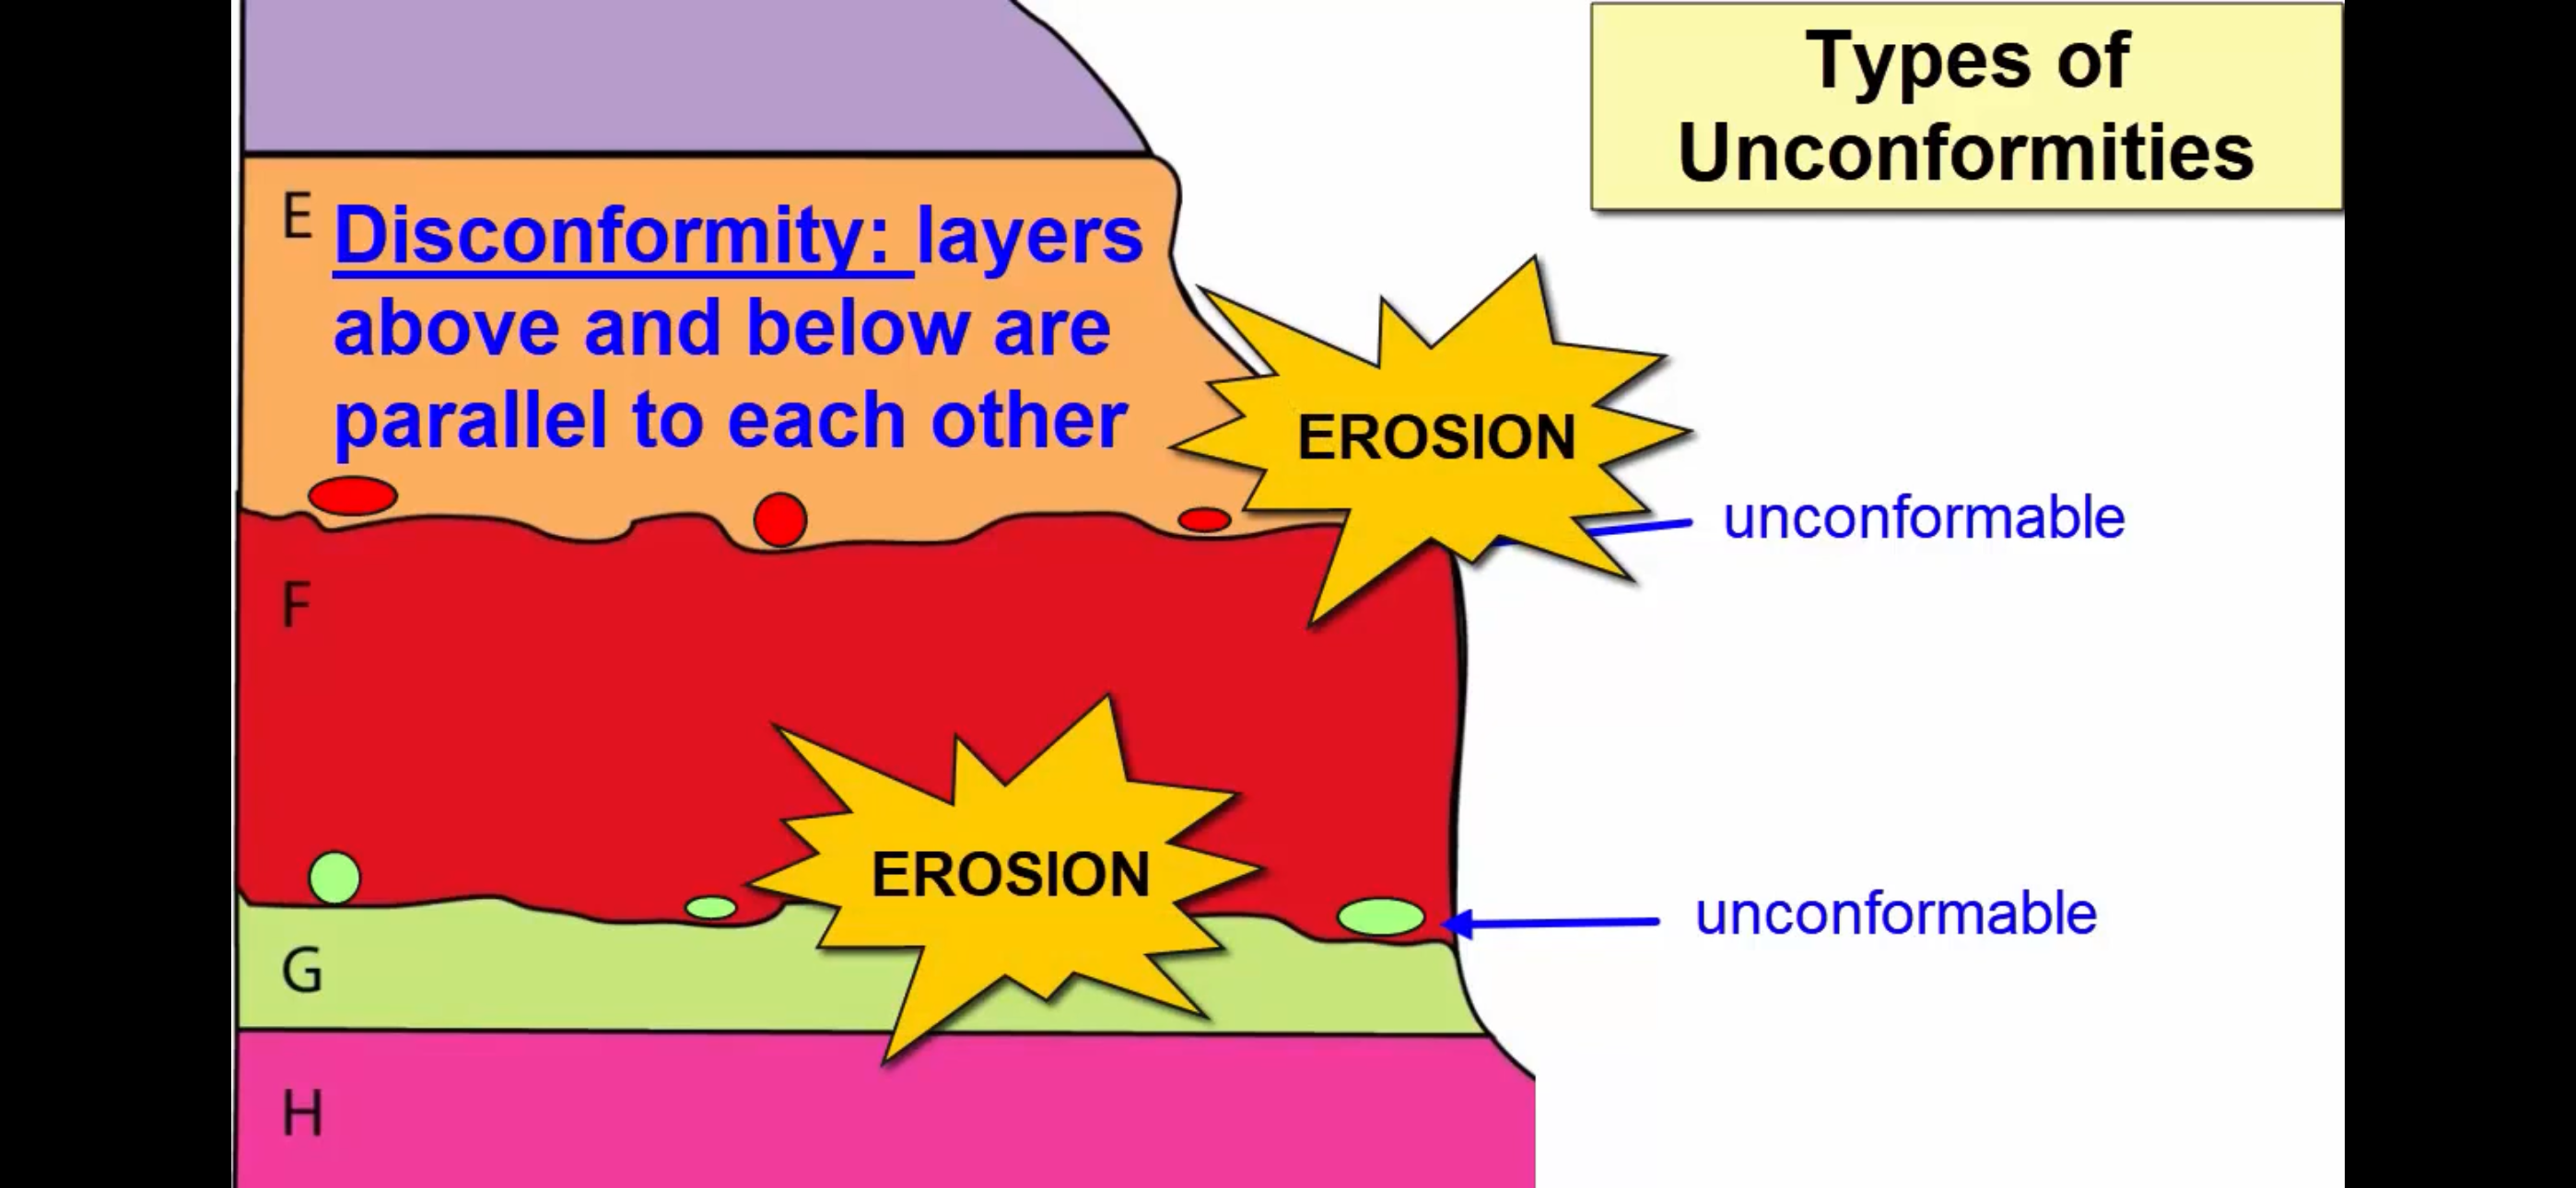 Types of
Unconformities
E
Disconformity: layers
above and below are
parallel to each other
EROSION
unconformable
F
EROSION
unconformable
G
H